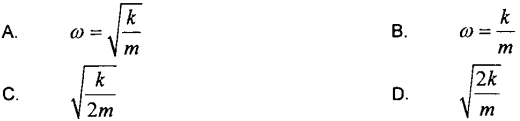 A. ω = √(k/m) B. ω = k/m
C. √(k/2m) D. √(2k/m)